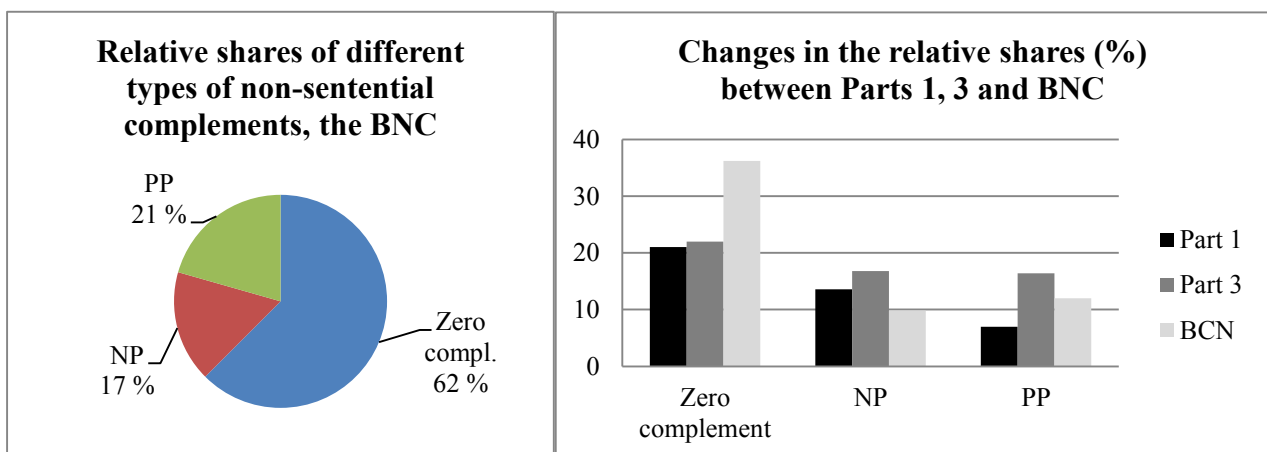 Relative shares of different
types of non-sentential
complements, the BNC
PP
21 %
NP
17 %
Zero
compl.
62 %
Changes in the relative shares (%)
between Parts 1, 3 and BNC
40
30
20
10
0
Zero
complement
NP
PP
Part 1
Part 3
BCN